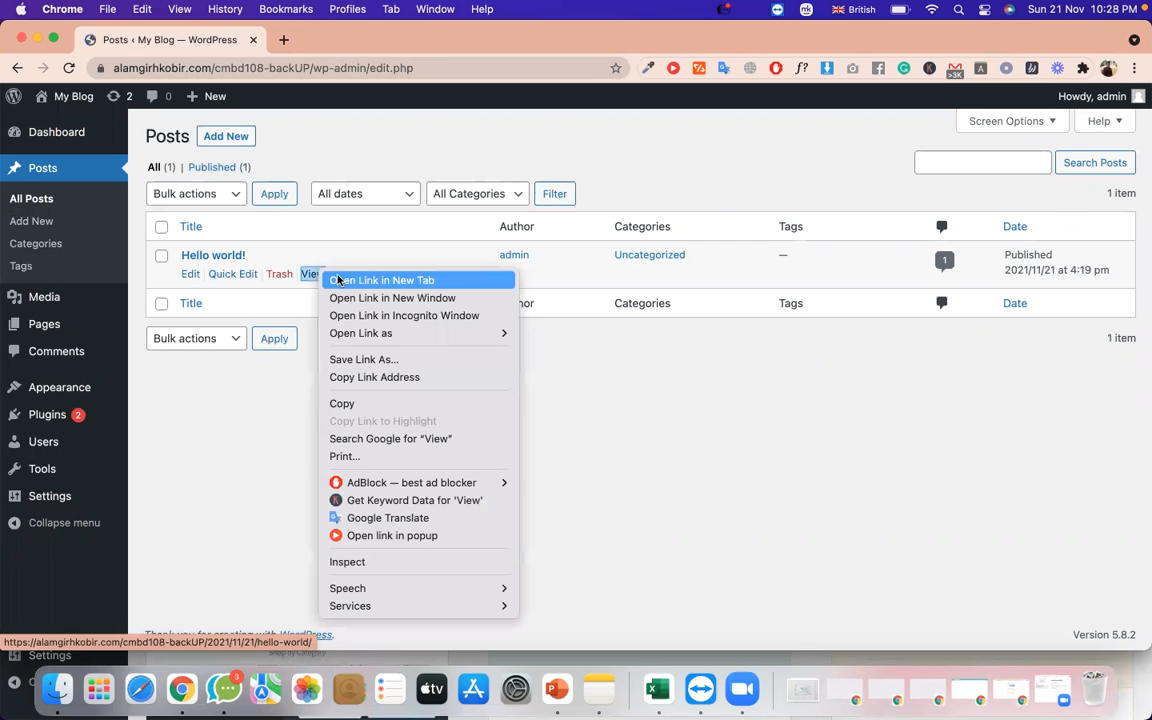 Chrome File Edit View History Bookmarks Profiles Tab Window Help British Sun 21 Nov 10:28 PM
Posts ‹ My Blog — WordPress
alamgirhkobir.com/cmbd108-backUP/wp-admin/edit.php
My Blog 2 0 New Howdy, admin
Screen Options Help
Dashboard
Posts
All Posts
Add New
Categories
Tags
Media
Pages
Comments
Appearance
Plugins 2
Users
Tools
Settings
Collapse menu
Posts Add New
All (1) | Published (1)
Search Posts
Bulk actions Apply All dates All Categories Filter 1 item
Title Author Categories Tags Date
Hello world! admin Uncategorized — 1 Published
Edit Quick Edit Trash View 2021/11/21 at 4:19 pm
Title Categories Tags Date
Bulk actions Apply 1 item
Open Link in New Tab
Open Link in New Window
Open Link in Incognito Window
Open Link as
Save Link As...
Copy Link Address
Copy
Copy Link to Highlight
Search Google for “View”
Print...
AdBlock — best ad blocker
Get Keyword Data for 'View'
Google Translate
Open link in popup
Inspect
Speech
Services
Thank you for creating with WordPress. Version 5.8.2
https://alamgirhkobir.com/cmbd108-backUP/2021/11/21/hello-world/
Settings
>3K
3
tv